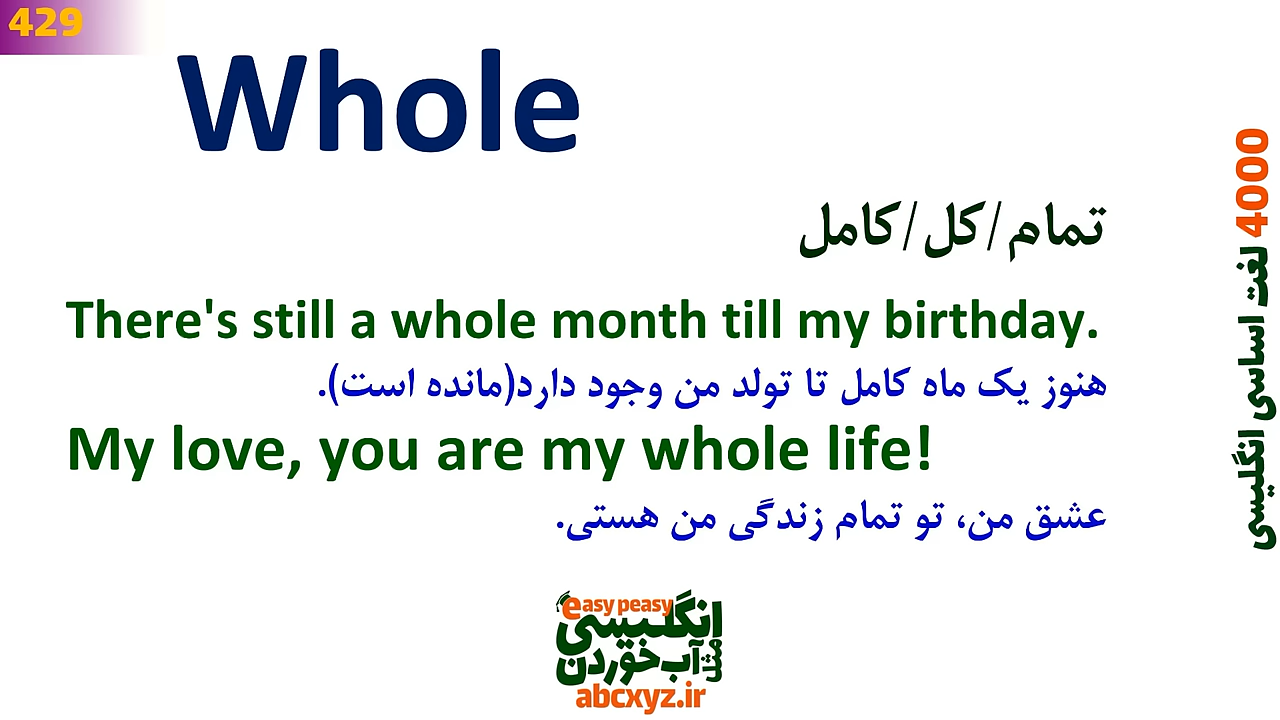 429
Whole
تمام/کل/کامل
There's still a whole month till my birthday.
هنوز یک ماه کامل تا تولد من وجود دارد(مانده است).
My love, you are my whole life!
عشق من، تو تمام زندگی من هستی.
4000 لغت اساسی انگلیسی
easy peasy
انگلیسی
مثل آب خوردن
abcxyz.ir